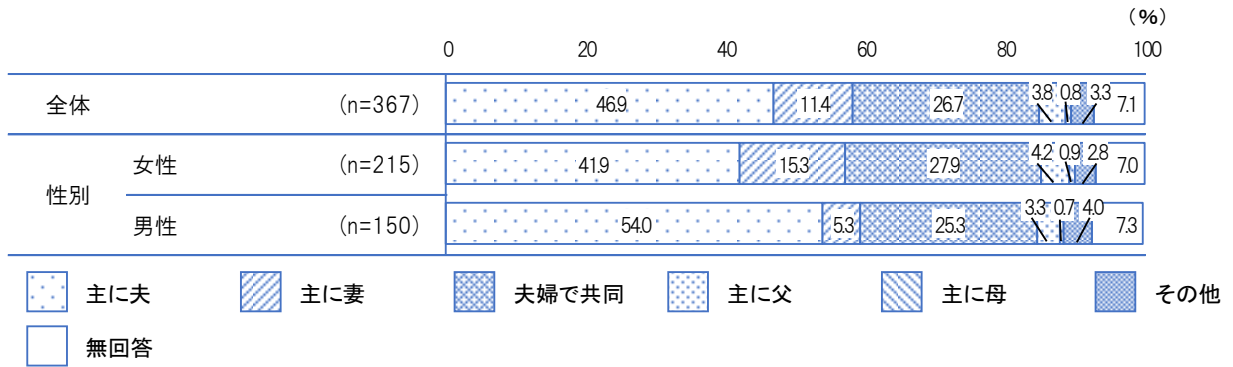 （%）
0 20 40 60 80 100
全体 (n=367) 46.9 11.4 26.7 3.8 0.8 3.3 7.1
女性 (n=215) 41.9 15.3 27.9 4.2 0.9 2.8 7.0
性別
男性 (n=150) 54.0 5.3 25.3 3.3 0.7 4.0 7.3
主に夫 主に妻 夫婦で共同 主に父 主に母 その他
無回答